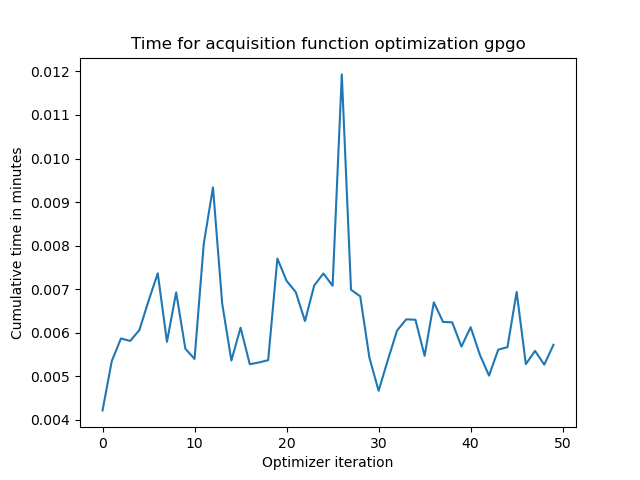 Time for acquisition function optimization gpgo
Cumulative time in minutes
0.012
0.011
0.010
0.009
0.008
0.007
0.006
0.005
0.004
0 10 20 30 40 50
Optimizer iteration